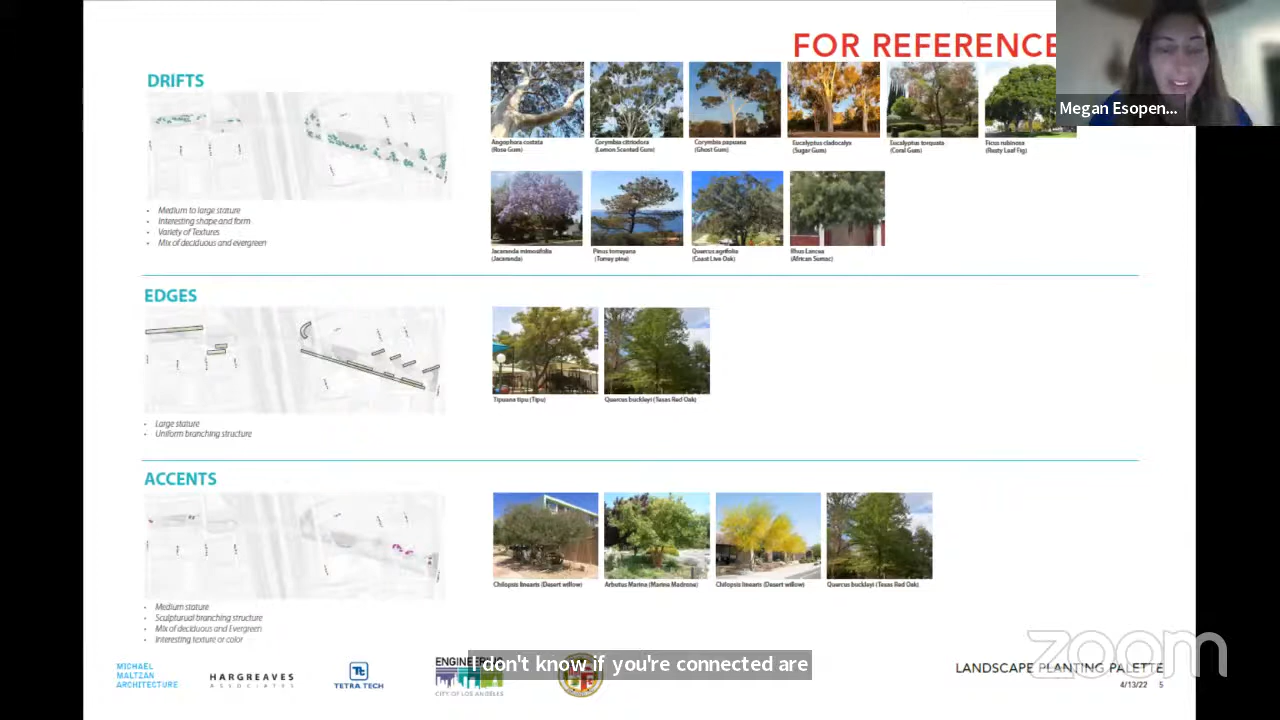 FOR REFERENCE
Megan Esopen...
DRIFTS
• Medium to large stature
• Interesting shape and form
• Variety of Textures
• Mix of deciduous and evergreen
Angophora costata
(Rose Gum)
Corymbia citriodora
(Lemon Scented Gum)
Corymbia papuana
(Ghost Gum)
Eucalyptus cladocalyx
(Sugar Gum)
Eucalyptus torquata
(Coral Gum)
Ficus rubinosa
(Rusty Leaf Fig)
Jacaranda mimosifolia
(Jacaranda)
Pinus torreyana
(Torrey pine)
Quercus agrifolia
(Coast Live Oak)
Rhus Lancea
(African Sumac)
EDGES
• Large stature
• Uniform branching structure
Tipuana tipu (Tipu)
Quercus buckleyi (Texas Red Oak)
ACCENTS
• Medium stature
• Sculpturual branching structure
• Mix of deciduous and Evergreen
• Interesting texture or color
Chilopsis linearis (Desert willow)
Arbutus Marina (Marina Madrone)
Chilopsis linearis (Desert willow)
Quercus buckleyi (Texas Red Oak)
I don't know if you're connected are
MICHAEL
MALTZAN
ARCHITECTURE
HARGREAVES
ASSOCIATES
TETRA TECH
CITY OF LOS ANGELES
LANDSCAPE PLANTING PALETTE
4/13/22 5
zoom